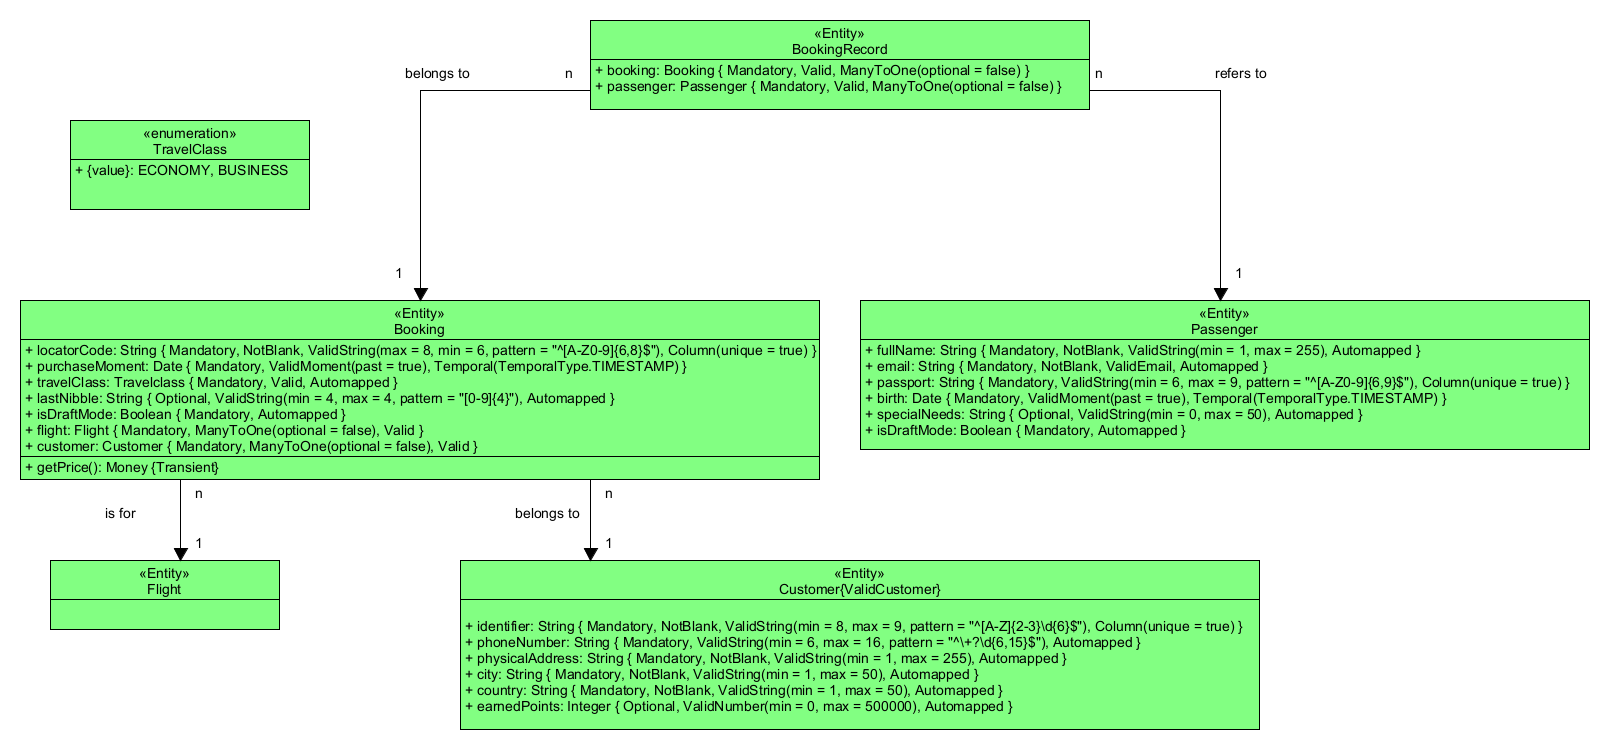 «Entity»
BookingRecord
+ booking: Booking { Mandatory, Valid, ManyToOne(optional = false) }
+ passenger: Passenger { Mandatory, Valid, ManyToOne(optional = false) }
belongs to
n
n
refers to
«enumeration»
TravelClass
+ {value}: ECONOMY, BUSINESS
1
1
«Entity»
Booking
+ locatorCode: String { Mandatory, NotBlank, ValidString(max = 8, min = 6, pattern = "^[A-Z0-9]{6,8}$"), Column(unique = true) }
+ purchaseMoment: Date { Mandatory, ValidMoment(past = true), Temporal(TemporalType.TIMESTAMP) }
+ travelClass: Travelclass { Mandatory, Valid, Automapped }
+ lastNibble: String { Optional, ValidString(min = 4, max = 4, pattern = "[0-9]{4}"), Automapped }
+ isDraftMode: Boolean { Mandatory, Automapped }
+ flight: Flight { Mandatory, ManyToOne(optional = false), Valid }
+ customer: Customer { Mandatory, ManyToOne(optional = false), Valid }
+ getPrice(): Money {Transient}
«Entity»
Passenger
+ fullName: String { Mandatory, NotBlank, ValidString(min = 1, max = 255), Automapped }
+ email: String { Mandatory, NotBlank, ValidEmail, Automapped }
+ passport: String { Mandatory, ValidString(min = 6, max = 9, pattern = "^[A-Z0-9]{6,9}$"), Column(unique = true) }
+ birth: Date { Mandatory, ValidMoment(past = true), Temporal(TemporalType.TIMESTAMP) }
+ specialNeeds: String { Optional, ValidString(min = 0, max = 50), Automapped }
+ isDraftMode: Boolean { Mandatory, Automapped }
n
is for
1
n
belongs to
1
«Entity»
Flight
«Entity»
Customer{ValidCustomer}
+ identifier: String { Mandatory, NotBlank, ValidString(min = 8, max = 9, pattern = "^[A-Z]{2-3}\d{6}$"), Column(unique = true) }
+ phoneNumber: String { Mandatory, ValidString(min = 6, max = 16, pattern = "^\+?\d{6,15}$"), Automapped }
+ physicalAddress: String { Mandatory, NotBlank, ValidString(min = 1, max = 255), Automapped }
+ city: String { Mandatory, NotBlank, ValidString(min = 1, max = 50), Automapped }
+ country: String { Mandatory, NotBlank, ValidString(min = 1, max = 50), Automapped }
+ earnedPoints: Integer { Optional, ValidNumber(min = 0, max = 500000), Automapped }